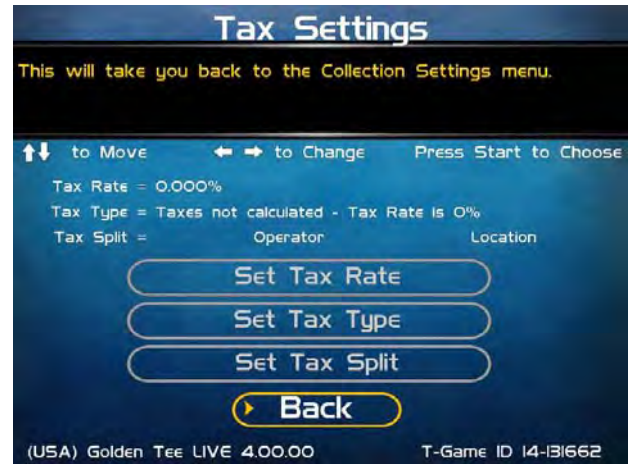 Tax Settings
This will take you back to the Collection Settings menu.
to Move to Change Press Start to Choose
Tax Rate = 0.000%
Tax Type = Taxes not calculated - Tax Rate is 0%
Tax Split = Operator Location
Set Tax Rate
Set Tax Type
Set Tax Split
Back
(USA) Golden Tee LIVE 4.00.00 T-Game ID 14-131662